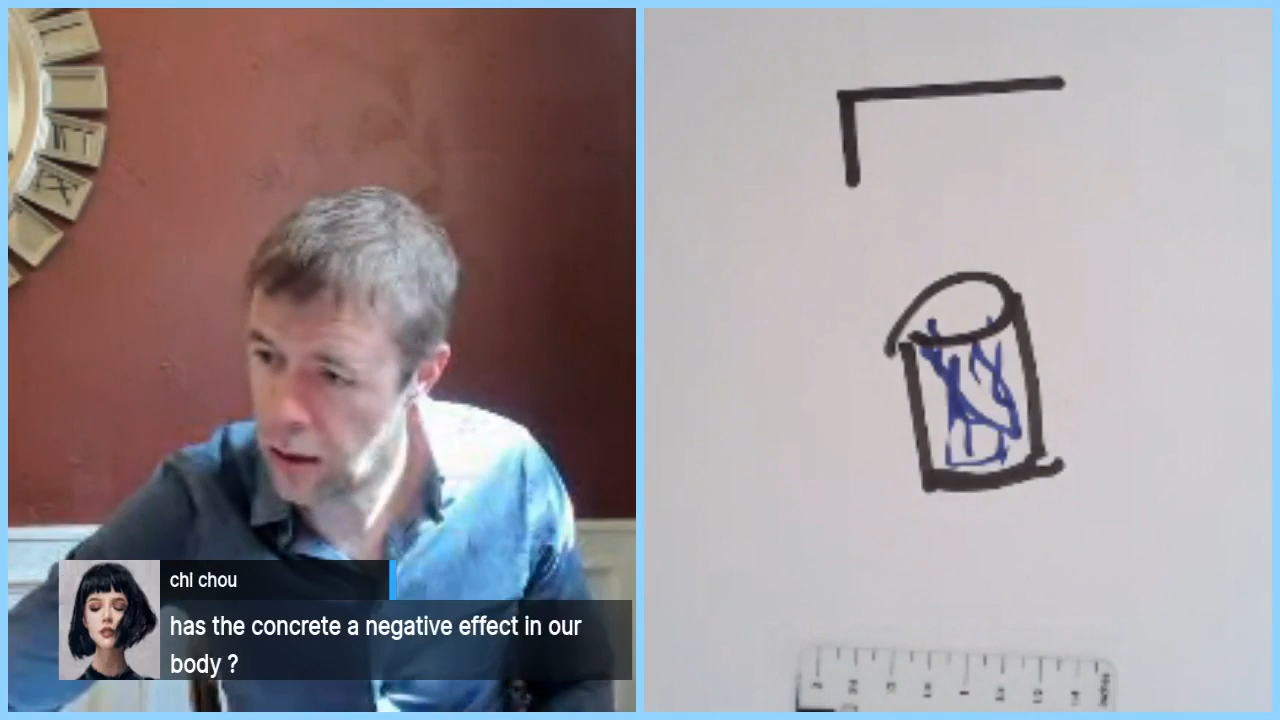 chi chou
has the concrete a negative effect in our
body ?